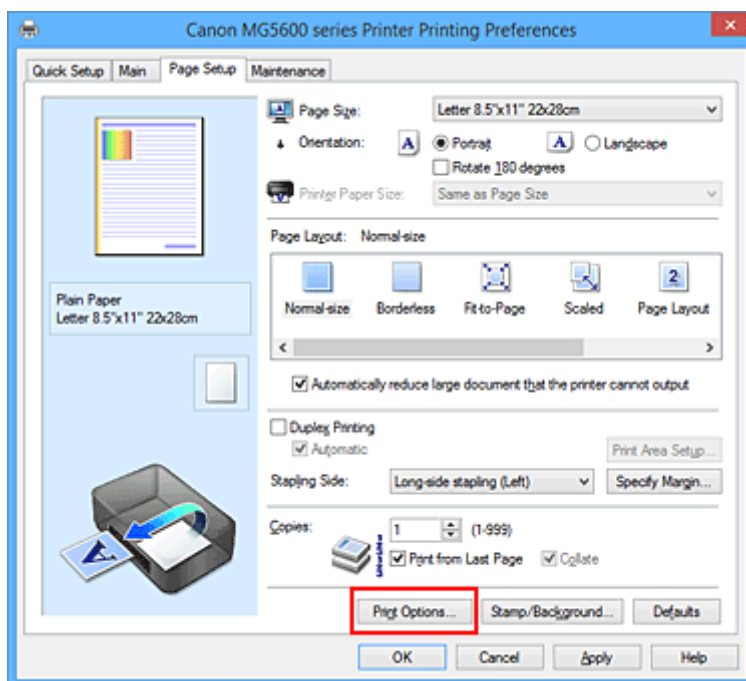 Canon MG5600 series Printer Printing Preferences
Quick Setup Main Page Setup Maintenance
Page Size: Letter 8.5"x11" 22x28cm
Orientation: A Portrait A Landscape
Rotate 180 degrees
Printer Paper Size: Same as Page Size
Page Layout: Normal-size
2
Normal-size Borderless Fit-to-Page Scaled Page Layout
Plain Paper
Letter 8.5"x11" 22x28cm
Automatically reduce large document that the printer cannot output
Duplex Printing
Automatic Print Area Setup...
Stapling Side: Long-side stapling (Left) Specify Margin...
Copies: 1 (1-999)
Print from Last Page Collate
A
Print Options... Stamp/Background... Defaults
OK Cancel Apply Help